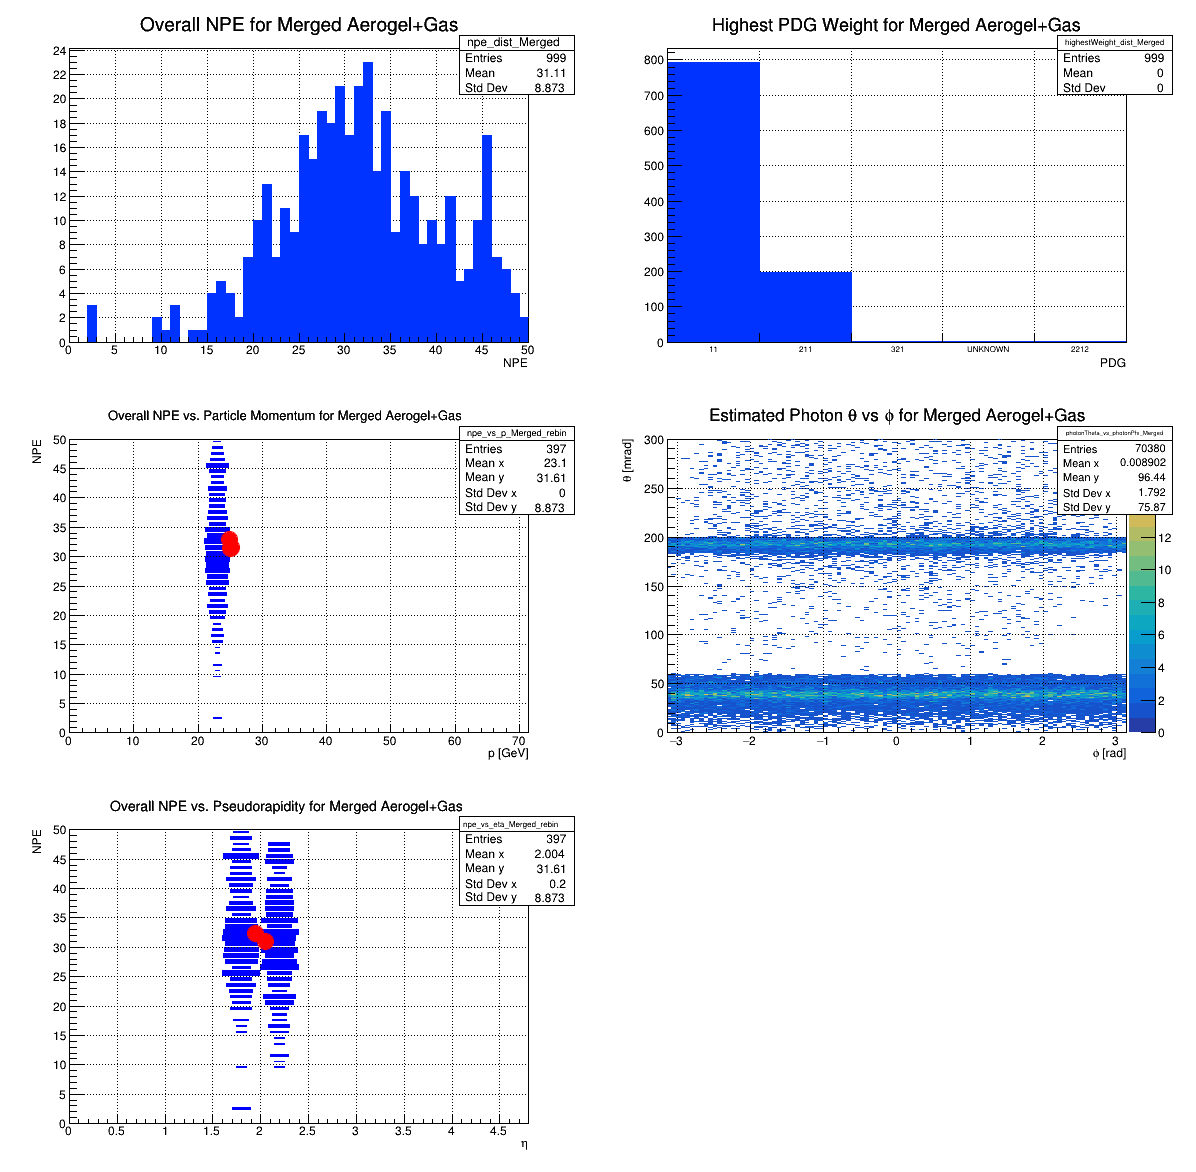 Overall NPE for Merged Aerogel+Gas
npe_dist_Merged
Entries 999
Mean 31.11
Std Dev 8.873
24
22
20
18
16
14
12
10
8
6
4
2
0
0 5 10 15 20 25 30 35 40 45 50
NPE
Highest PDG Weight for Merged Aerogel+Gas
highestWeight_dist_Merged
Entries 999
Mean 0
Std Dev 0
800
700
600
500
400
300
200
100
0
11 211 321 UNKNOWN 2212
PDG
Overall NPE vs. Particle Momentum for Merged Aerogel+Gas
npe_vs_p_Merged_rebin
Entries 397
Mean x 23.1
Mean y 31.61
Std Dev x 0
Std Dev y 8.873
NPE
50
45
40
35
30
25
20
15
10
5
0
0 10 20 30 40 50 60 70
p [GeV]
Estimated Photon θ vs ϕ for Merged Aerogel+Gas
photonTheta_vs_photonPhi_Merged
Entries 70380
Mean x 0.008902
Mean y 96.44
Std Dev x 1.792
Std Dev y 75.87
θ [mrad]
300
250
200
150
100
50
0
−3 −2 −1 0 1 2 3
ϕ [rad]
12
10
8
6
4
2
0
Overall NPE vs. Pseudorapidity for Merged Aerogel+Gas
npe_vs_eta_Merged_rebin
Entries 397
Mean x 2.004
Mean y 31.61
Std Dev x 0.2
Std Dev y 8.873
NPE
50
45
40
35
30
25
20
15
10
5
0
0 0.5 1 1.5 2 2.5 3 3.5 4 4.5
η